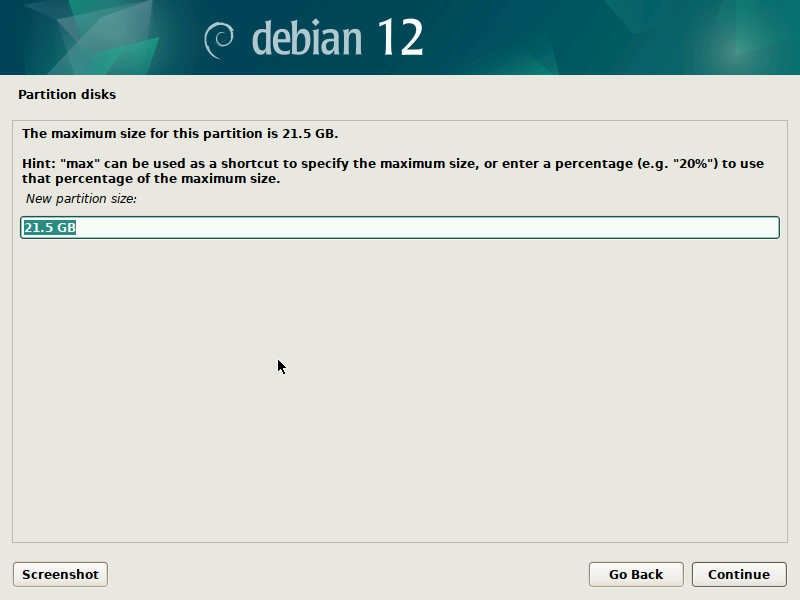 debian 12
Partition disks
The maximum size for this partition is 21.5 GB.
Hint: "max" can be used as a shortcut to specify the maximum size, or enter a percentage (e.g. "20%") to use
that percentage of the maximum size.
New partition size:
21.5 GB
Screenshot
Go Back
Continue